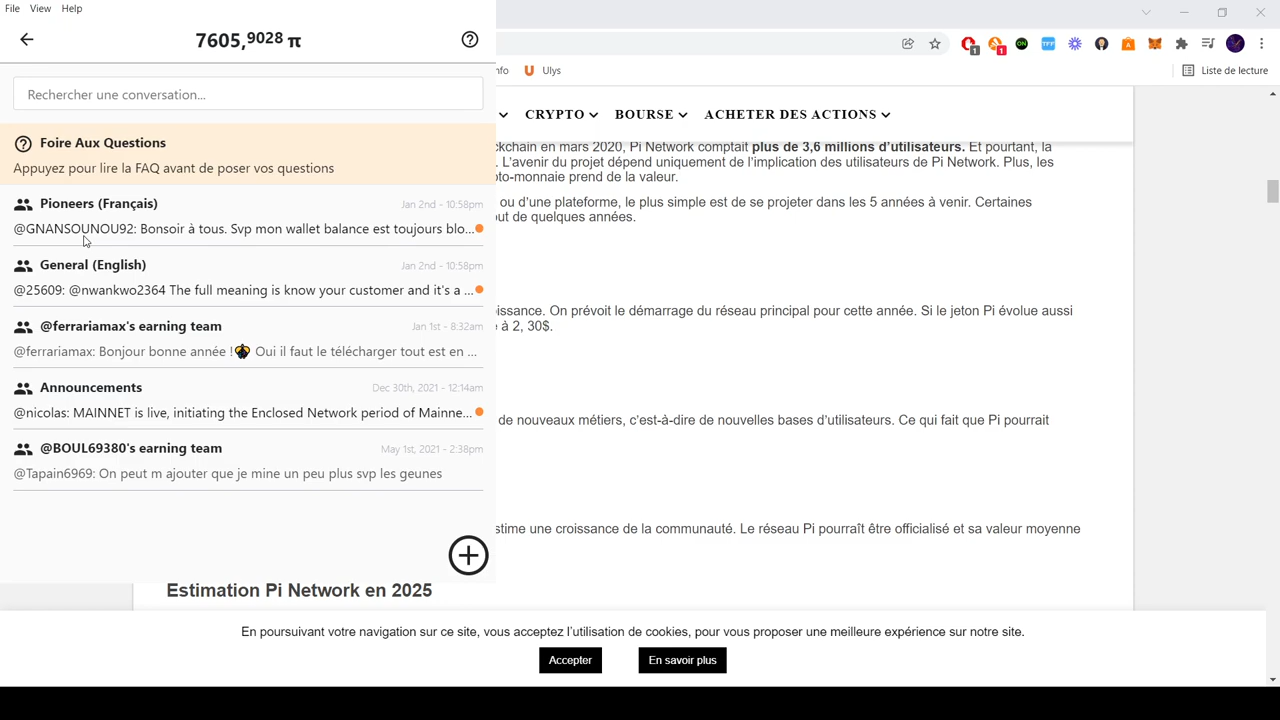 File View Help
7605,9028 π
Rechercher une conversation...
Foire Aux Questions
Appuyez pour lire la FAQ avant de poser vos questions
Pioneers (Français) Jan 2nd - 10:58pm
@GNANSOUNOU92: Bonsoir à tous. Svp mon wallet balance est toujours blo...
General (English) Jan 2nd - 10:58pm
@25609: @nwankwo2364 The full meaning is know your customer and it's a ...
@ferrariamax's earning team Jan 1st - 8:32am
@ferrariamax: Bonjour bonne année ! Oui il faut le télécharger tout est en ...
Announcements Dec 30th, 2021 - 12:14am
@nicolas: MAINNET is live, initiating the Enclosed Network period of Mainne...
@BOUL69380's earning team May 1st, 2021 - 2:38pm
@Tapain6969: On peut m ajouter que je mine un peu plus svp les geunes
1 1 ON TFF
nfo Ulys Liste de lecture
CRYPTO BOURSE ACHETER DES ACTIONS
ckchain en mars 2020, Pi Network comptait plus de 3,6 millions d'utilisateurs. Et pourtant, la
. L'avenir du projet dépend uniquement de l'implication des utilisateurs de Pi Network. Plus, les
pto-monnaie prend de la valeur.
ou d'une plateforme, le plus simple est de se projeter dans les 5 années à venir. Certaines
out de quelques années.
issance. On prévoit le démarrage du réseau principal pour cette année. Si le jeton Pi évolue aussi
e à 2, 30$.
de nouveaux métiers, c'est-à-dire de nouvelles bases d'utilisateurs. Ce qui fait que Pi pourrait
stime une croissance de la communauté. Le réseau Pi pourraît être officialisé et sa valeur moyenne
Estimation Pi Network en 2025
En poursuivant votre navigation sur ce site, vous acceptez l'utilisation de cookies, pour vous proposer une meilleure expérience sur notre site.
Accepter En savoir plus